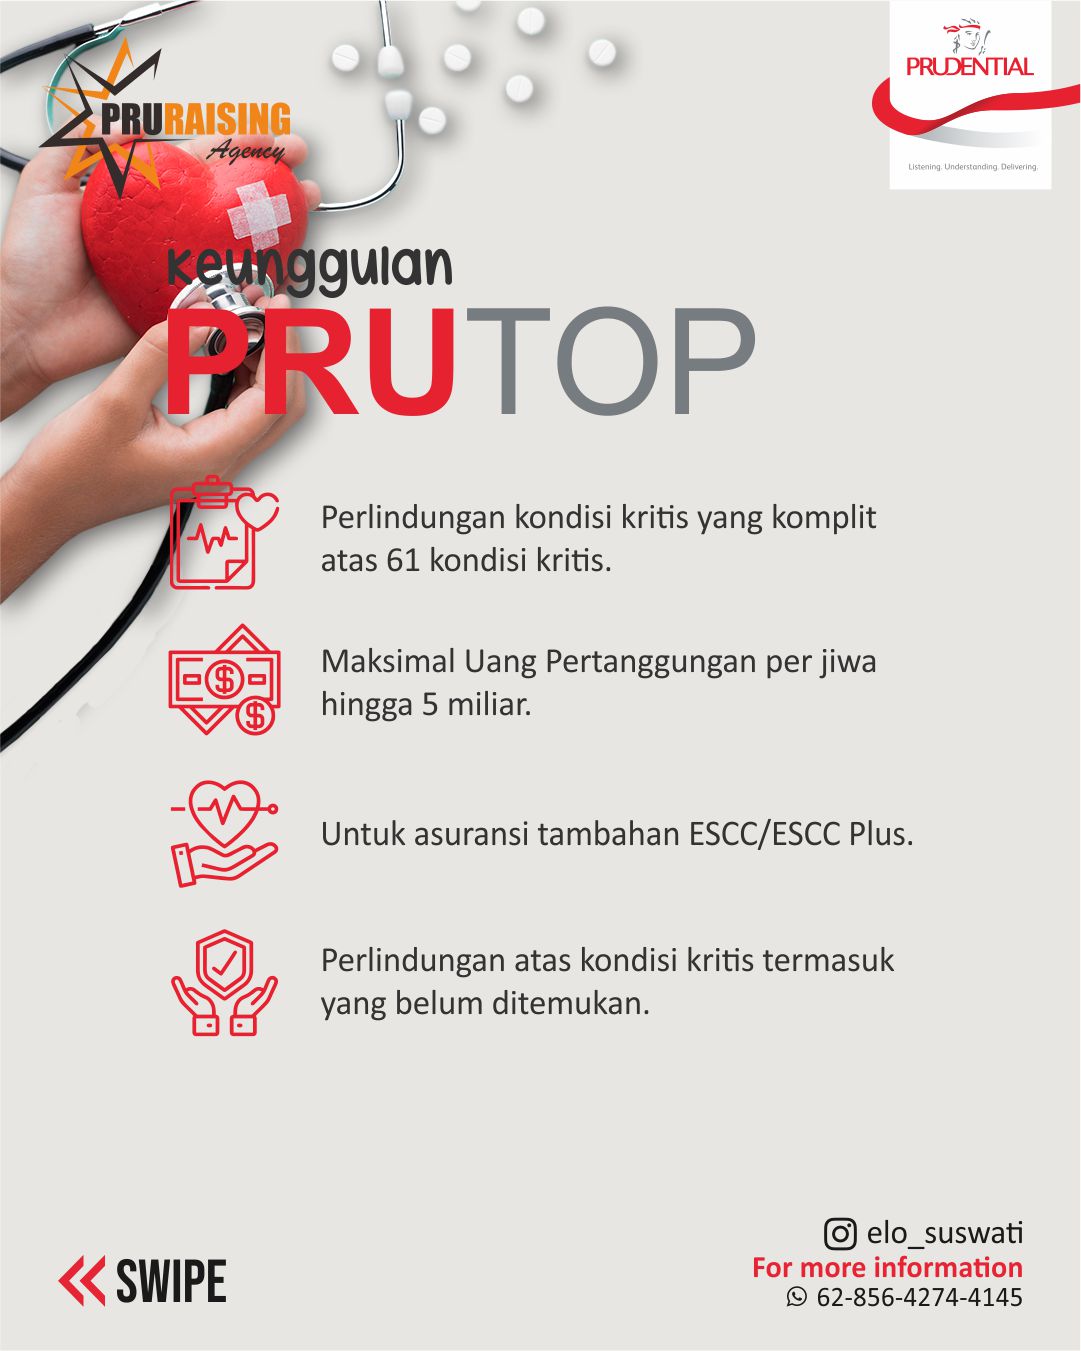 PRURAISING
Agency
PRUDENTIAL
Listening. Understanding. Delivering.
Keunggulan
PRUTOP
Perlindungan kondisi kritis yang komplit
atas 61 kondisi kritis.
Maksimal Uang Pertanggungan per jiwa
hingga 5 miliar.
Untuk asuransi tambahan ESCC/ESCC Plus.
Perlindungan atas kondisi kritis termasuk
yang belum ditemukan.
elo_suswati
For more information
62-856-4274-4145
SWIPE